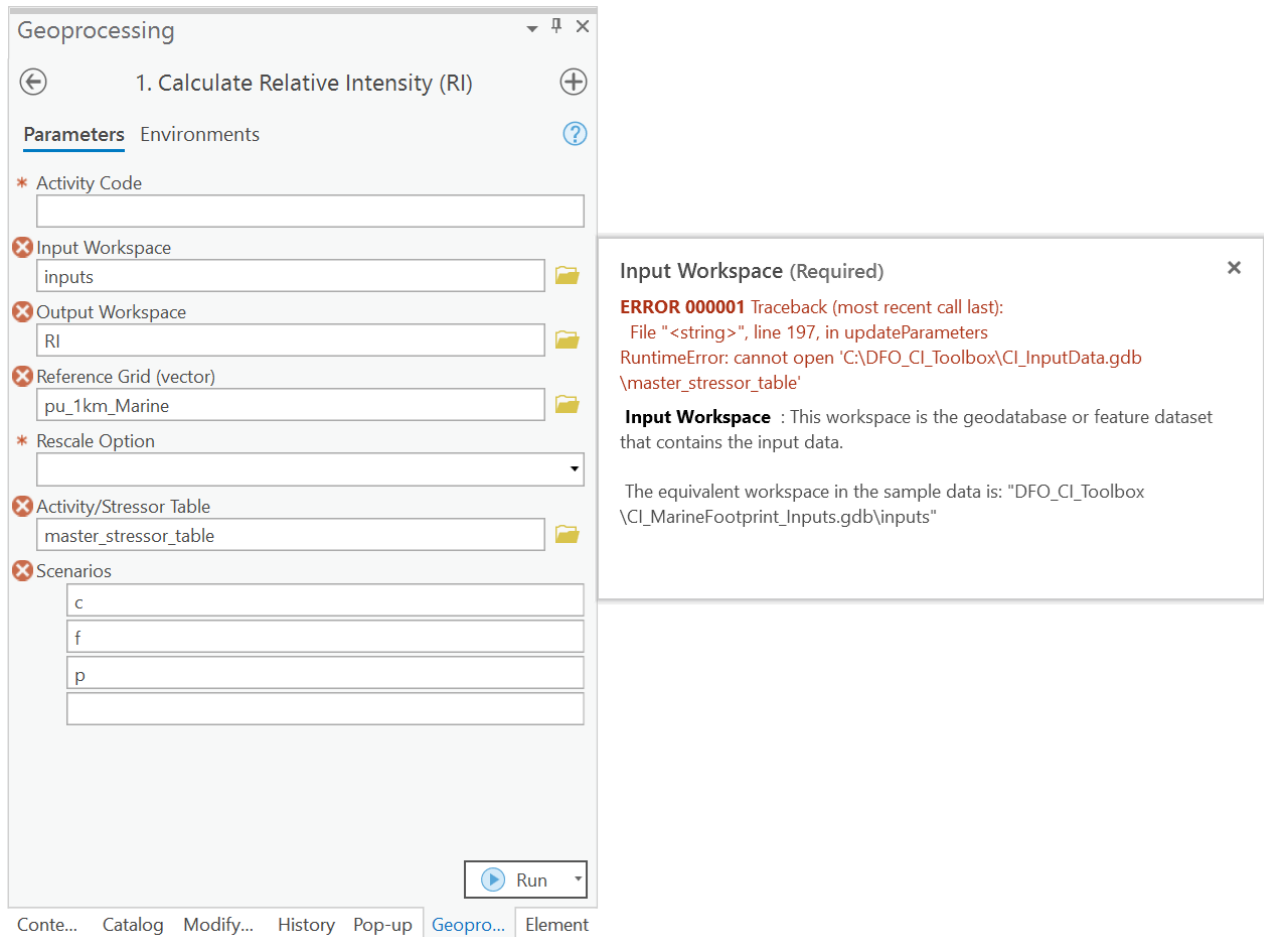 Geoprocessing
1. Calculate Relative Intensity (RI)
Parameters Environments
?
* Activity Code
Input Workspace
inputs
Output Workspace
RI
Reference Grid (vector)
pu_1km_Marine
* Rescale Option
Activity/Stressor Table
master_stressor_table
Scenarios
c
f
p
Run
Conte... Catalog Modify... History Pop-up Geopro... Element
Input Workspace (Required)
ERROR 000001 Traceback (most recent call last):
File "<string>", line 197, in updateParameters
RuntimeError: cannot open 'C:\DFO_CI_Toolbox\CI_InputData.gdb
\master_stressor_table'
Input Workspace : This workspace is the geodatabase or feature dataset
that contains the input data.
The equivalent workspace in the sample data is: "DFO_CI_Toolbox
\CI_MarineFootprint_Inputs.gdb\inputs"